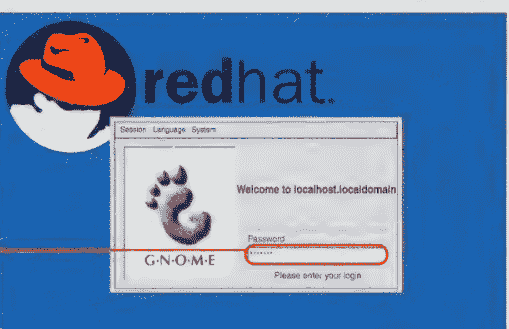 redhat.
Session Language System
Welcome to localhost.localdomain
Password
G·N·O·M·E
Please enter your login